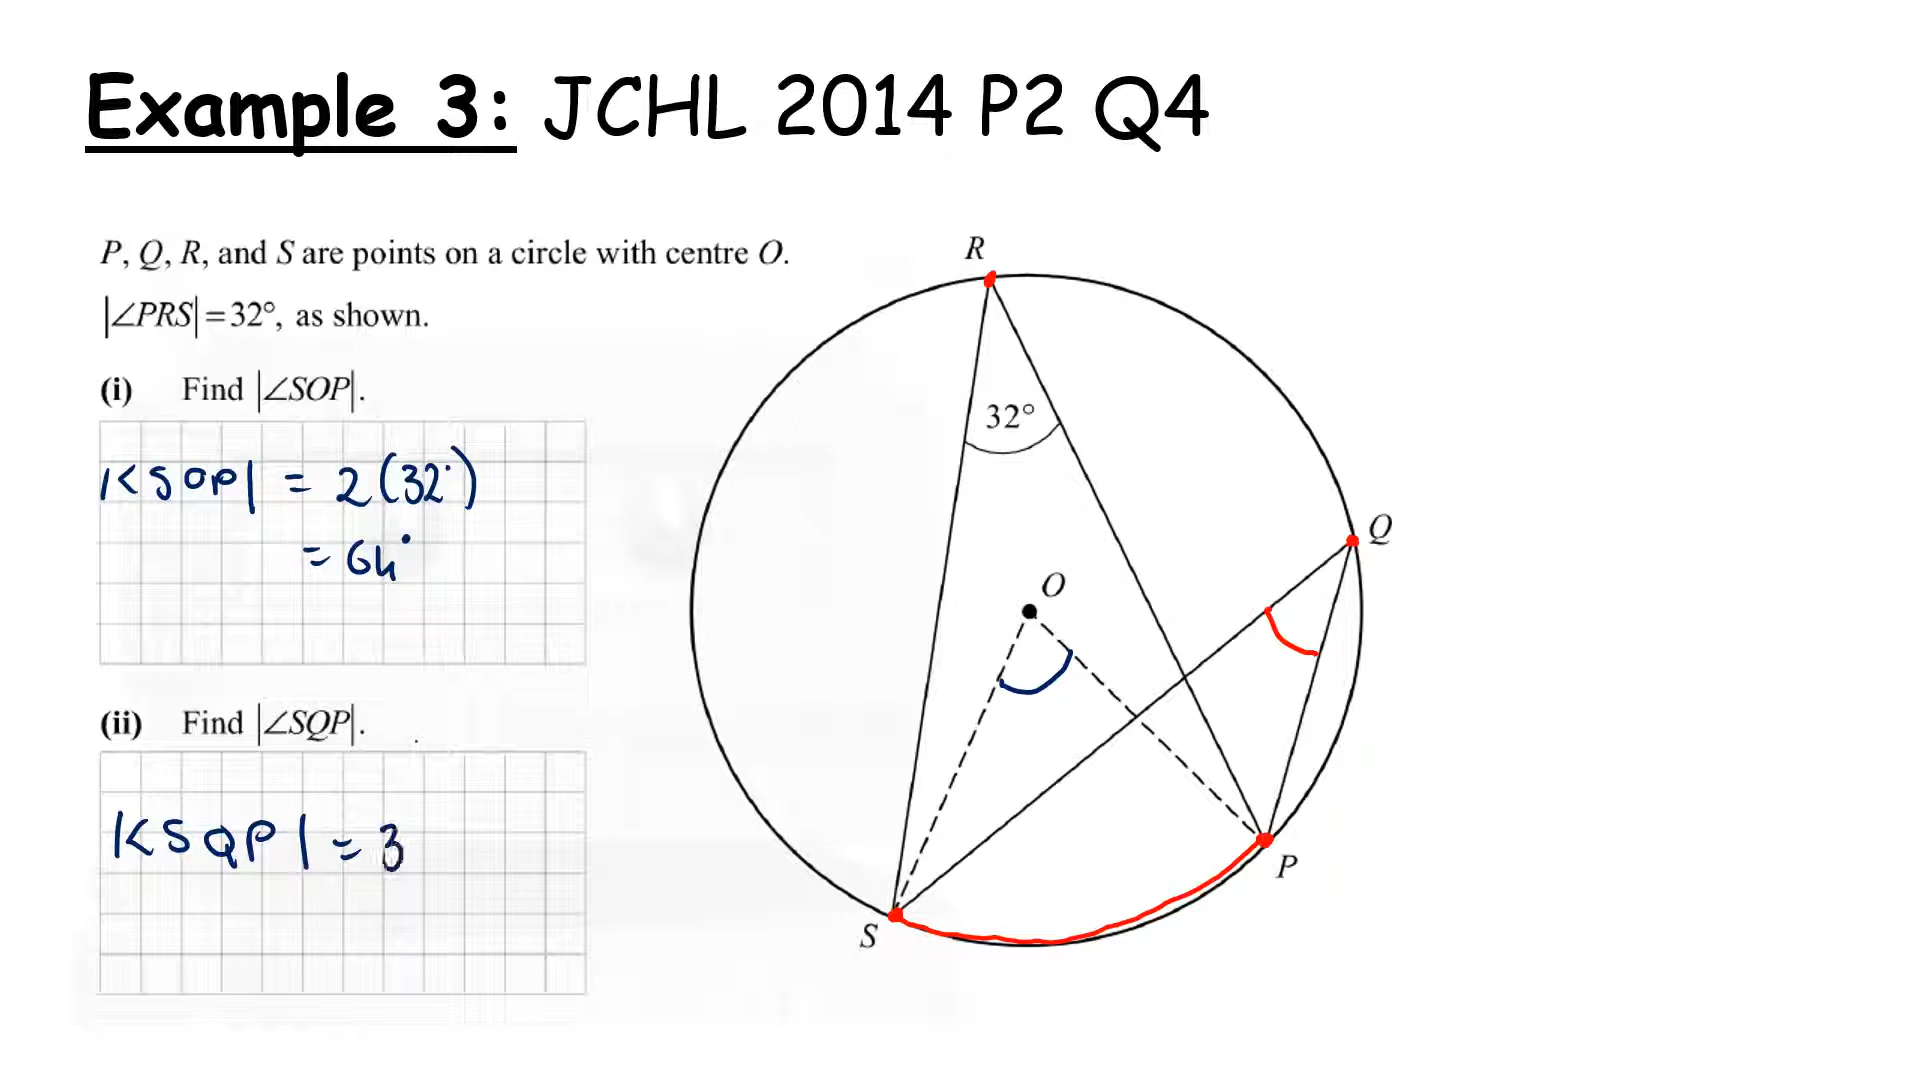 Example 3: JCHL 2014 P2 Q4
P, Q, R, and S are points on a circle with centre O.
|∠PRS| = 32°, as shown.
(i) Find |∠SOP|.
|<SOP| = 2(32°)
= 64°
(ii) Find |∠SQP|.
|<SQP| = 3
R
32°
Q
O
P
S